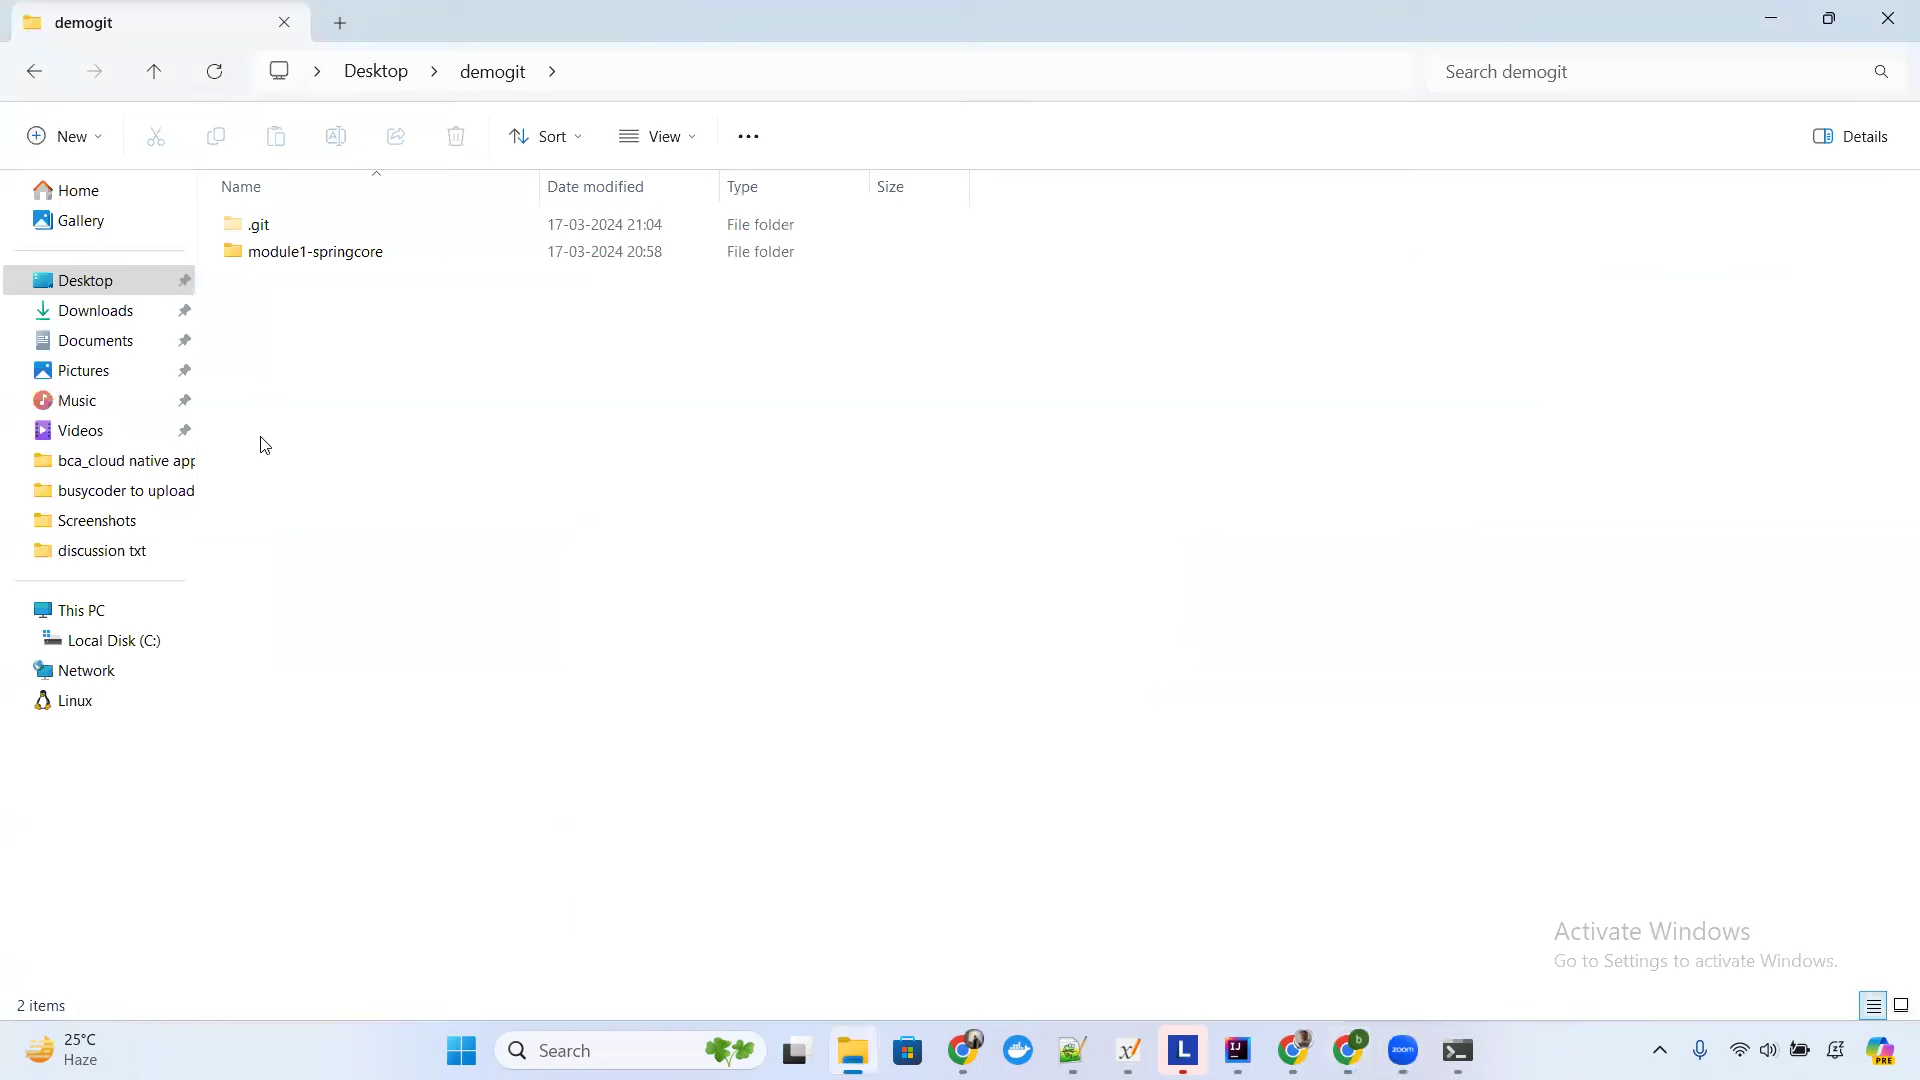 demogit
Desktop
demogit
Search demogit
New
Sort
View
Details
Name
Date modified
Type
Size
.git
17-03-2024 21:04
File folder
module1-springcore
17-03-2024 20:58
File folder
Home
Gallery
Desktop
Downloads
Documents
Pictures
Music
Videos
bca_cloud native app
busycoder to upload
Screenshots
discussion txt
This PC
Local Disk (C:)
Network
Linux
Activate Windows
Go to Settings to activate Windows.
2 items
25°C
Haze
Search
L
IJ
b
zoom
PRE